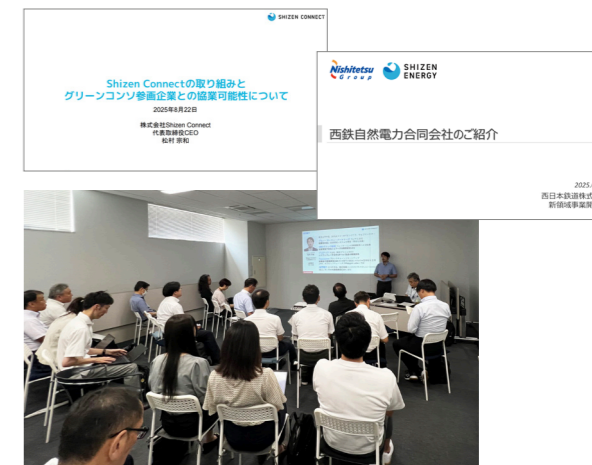 SHIZEN CONNECT
Shizen Connectの取り組みと
グリーンコンソ参画企業との協業可能性について
2025年8月22日
株式会社Shizen Connect
代表取締役CEO
松村 宗和
Nishitetsu
Group
SHIZEN
ENERGY
西鉄自然電力合同会社のご紹介
2025.
西日本鉄道株式
新領域事業開